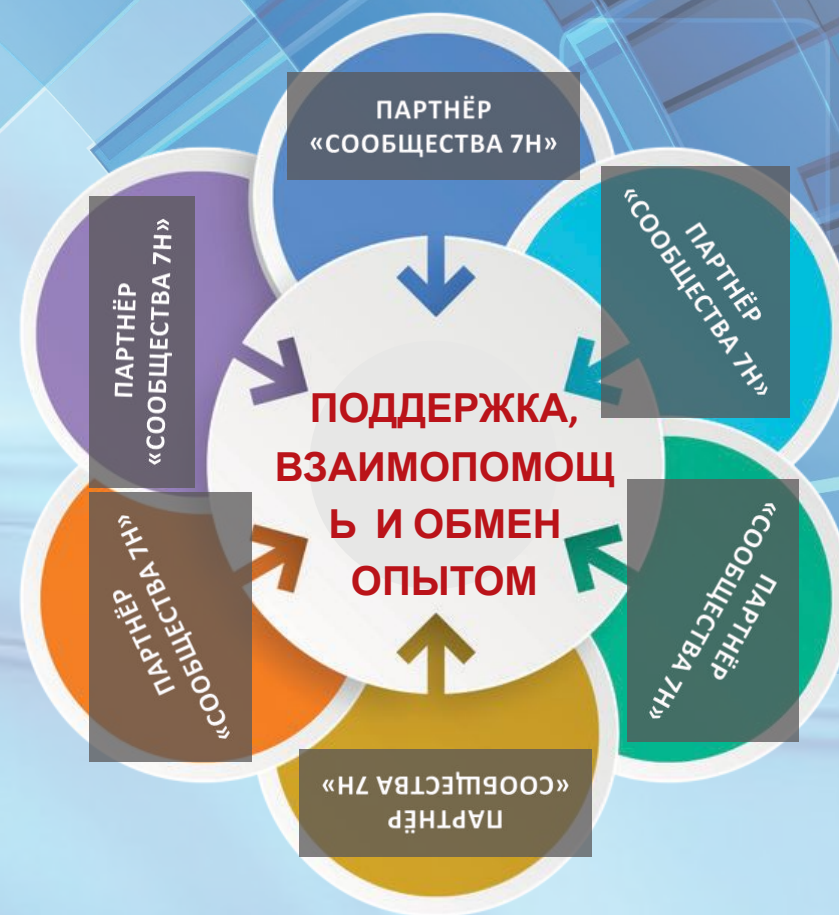 ПАРТНЁР
«СООБЩЕСТВА 7Н»
ПАРТНЁР
«СООБЩЕСТВА 7Н»
ПАРТНЁР
«СООБЩЕСТВА 7Н»
ПОДДЕРЖКА,
ВЗАИМОПОМОЩ
Ь И ОБМЕН
ОПЫТОМ
ПАРТНЁР
«СООБЩЕСТВА 7Н»
ПАРТНЁР
«СООБЩЕСТВА 7Н»
ПАРТНЁР
«СООБЩЕСТВА 7Н»